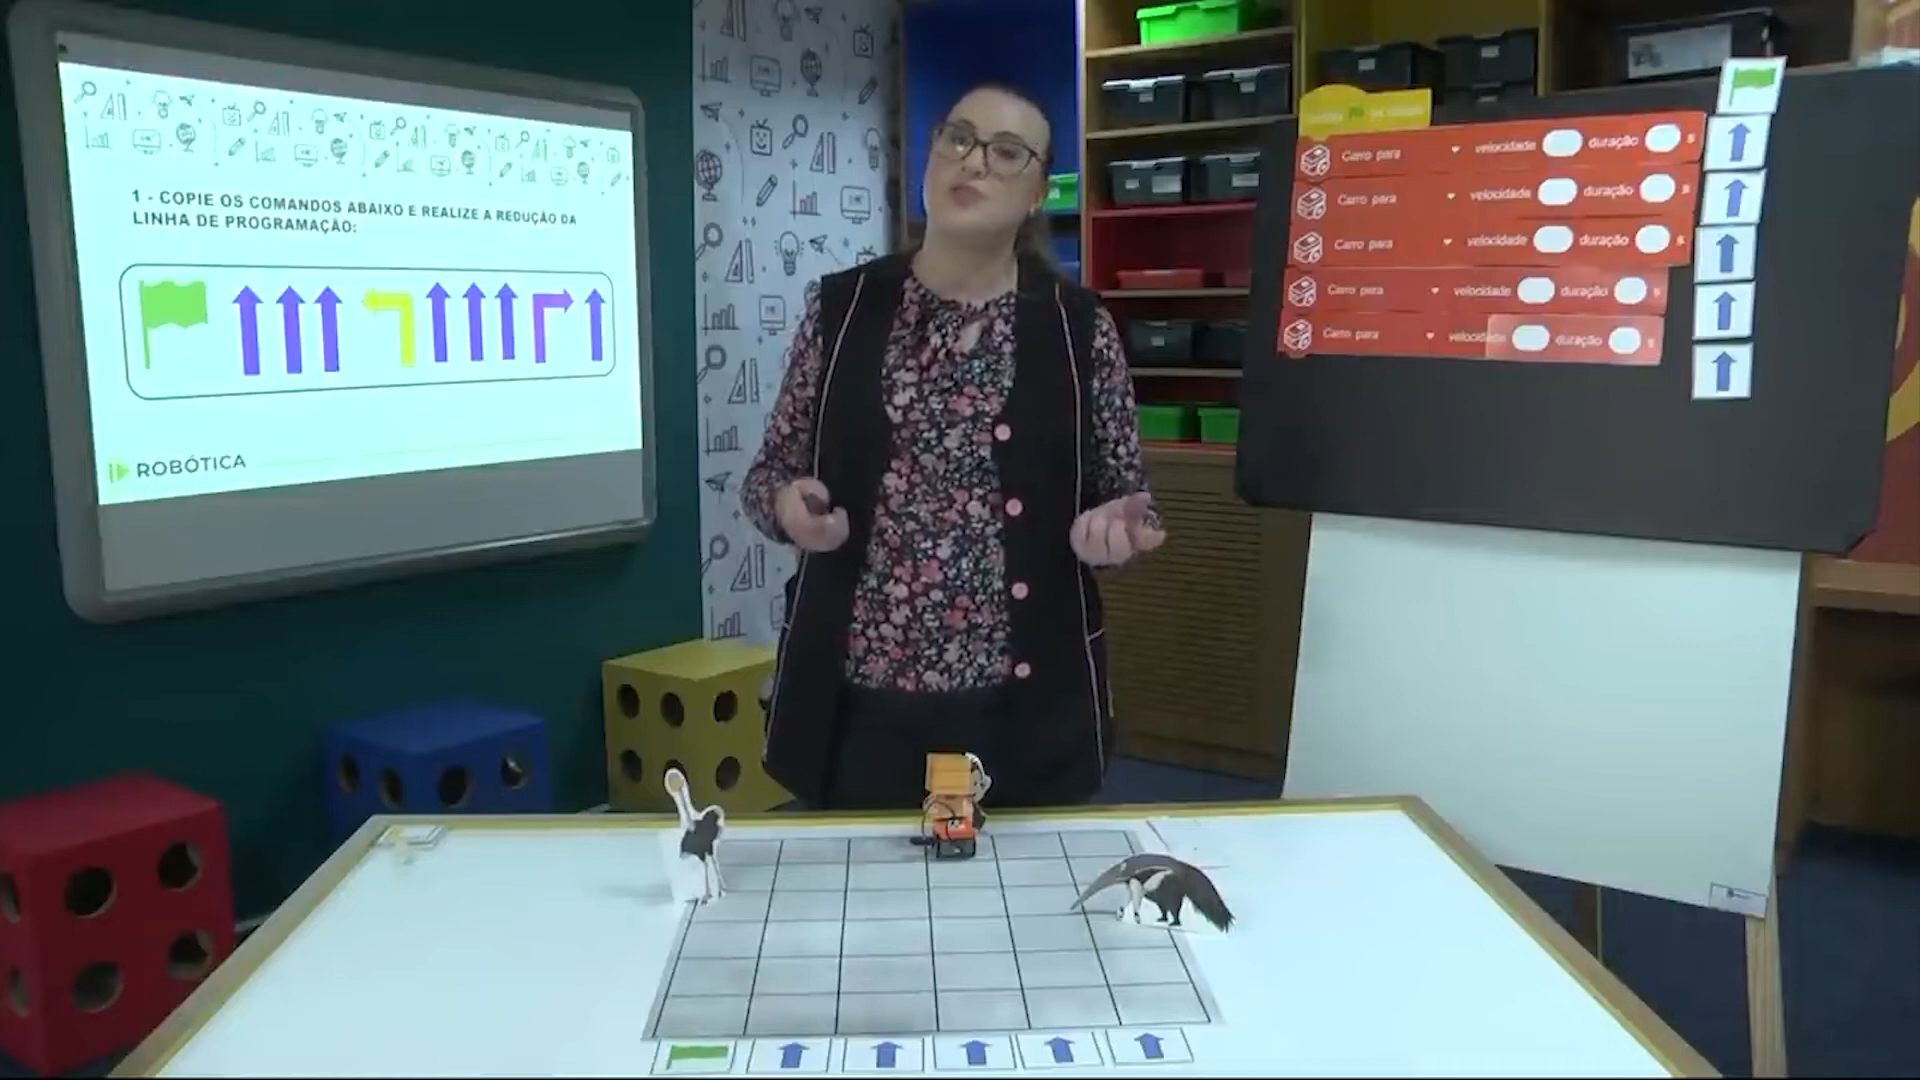 1 - COPIE OS COMANDOS ABAIXO E REALIZE A REDUÇÃO DA
LINHA DE PROGRAMAÇÃO:
ROBÓTICA
Carro para velocidade duração s
Carro para velocidade duração s
Carro para velocidade duração s
Carro para velocidade duração s
Carro para velocidade duração s